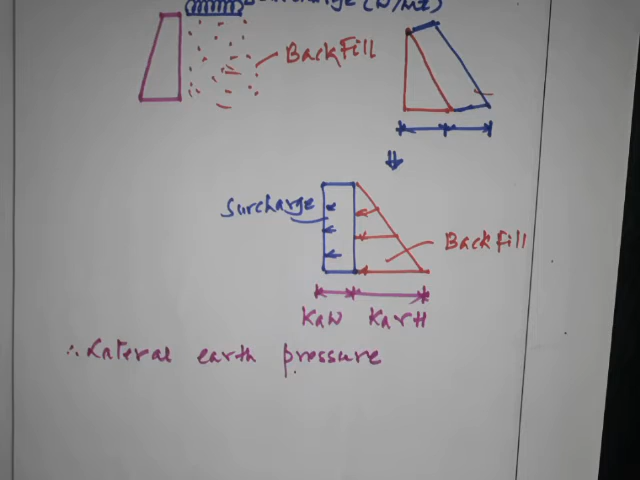 Surcharge (W/m²)
BackFill
Surcharge
BackFill
KaW KaγH
∴ Lateral earth pressure